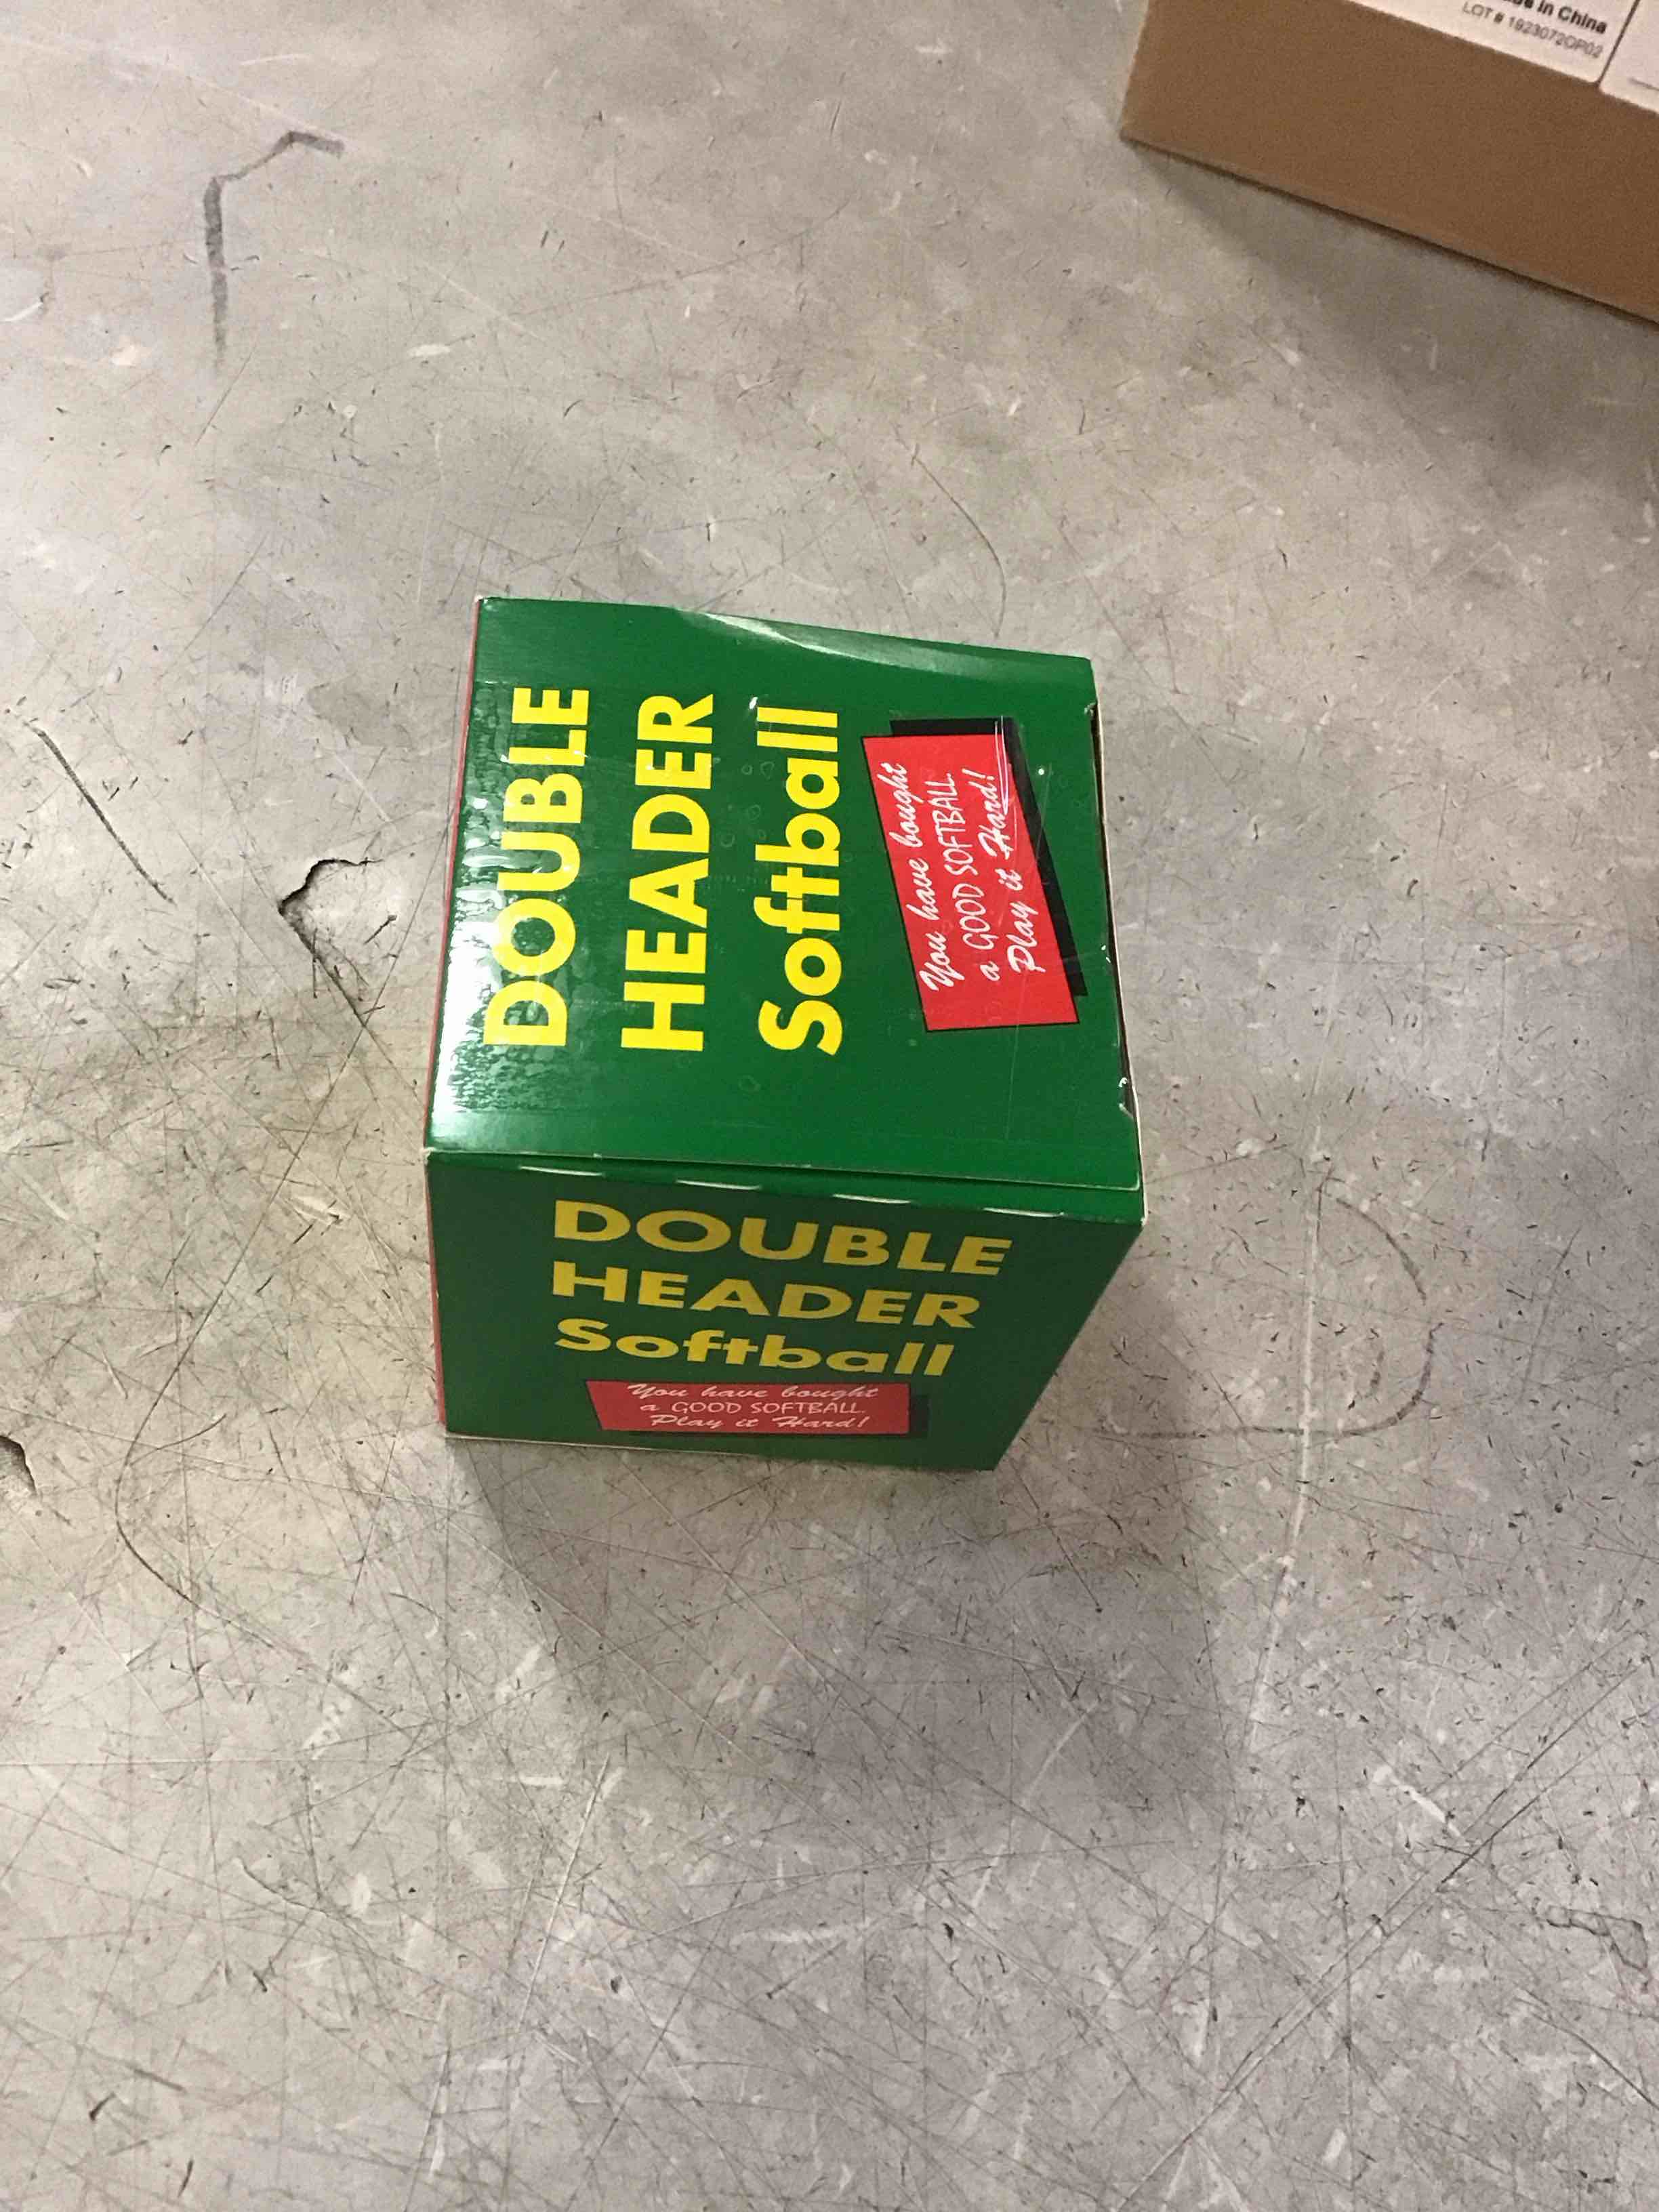 in China
LOT # 1923072OP02
DOUBLE
HEADER
Softball
You have bought
a GOOD SOFTBALL
Play it Hard!
DOUBLE
HEADER
Softball
You have bought
a GOOD SOFTBALL
Play it Hard!